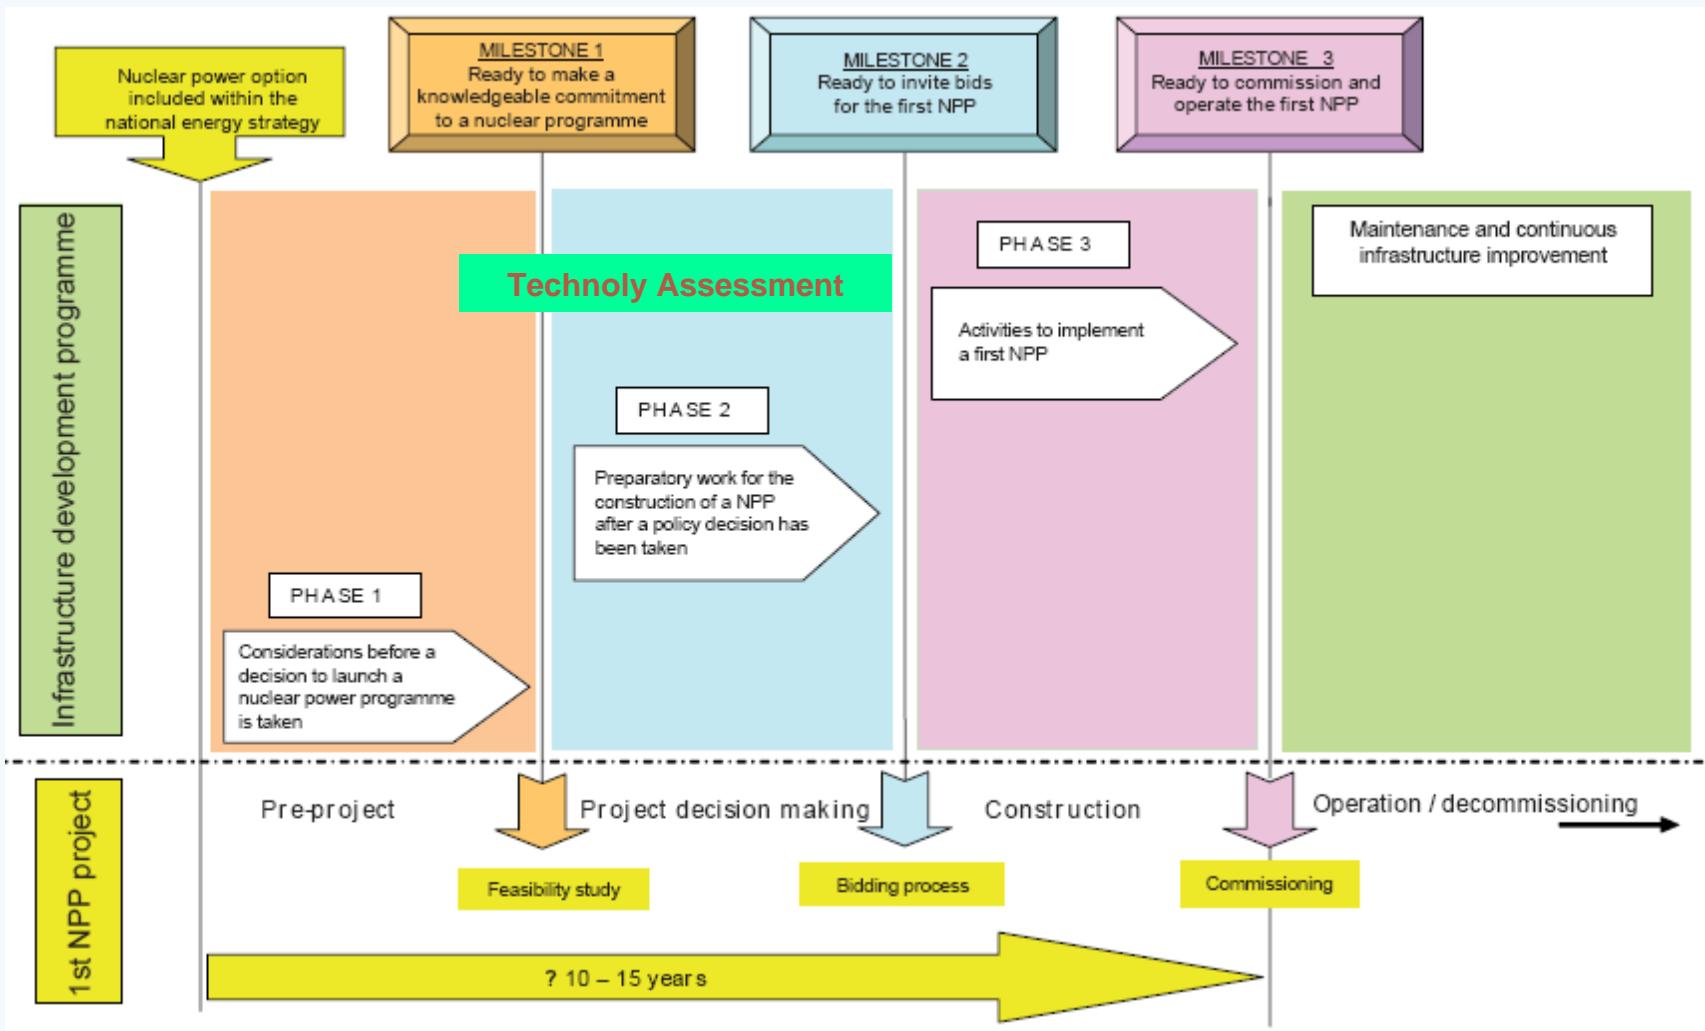 Nuclear power option
included within the
national energy strategy
MILESTONE 1
Ready to make a
knowledgeable commitment
to a nuclear programme
MILESTONE 2
Ready to invite bids
for the first NPP
MILESTONE 3
Ready to commission and
operate the first NPP
Infrastructure development programme
Technoly Assessment
PHASE 1
Considerations before a
decision to launch a
nuclear power programme
is taken
PHASE 2
Preparatory work for the
construction of a NPP
after a policy decision has
been taken
PHASE 3
Activities to implement
a first NPP
Maintenance and continuous
infrastructure improvement
1st NPP project
Pre-project
Project decision making
Construction
Operation / decommissioning
Feasibility study
Bidding process
Commissioning
? 10 – 15 years